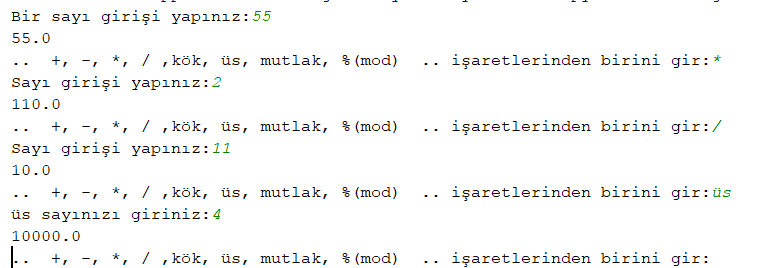 Bir sayı girişi yapınız:55
55.0
..  +, -, *, / ,kök, üs, mutlak, %(mod)  .. işaretlerinden birini gir:*
Sayı girişi yapınız:2
110.0
..  +, -, *, / ,kök, üs, mutlak, %(mod)  .. işaretlerinden birini gir:/
Sayı girişi yapınız:11
10.0
..  +, -, *, / ,kök, üs, mutlak, %(mod)  .. işaretlerinden birini gir:üs
üs sayınızı giriniz:4
10000.0
..  +, -, *, / ,kök, üs, mutlak, %(mod)  .. işaretlerinden birini gir: